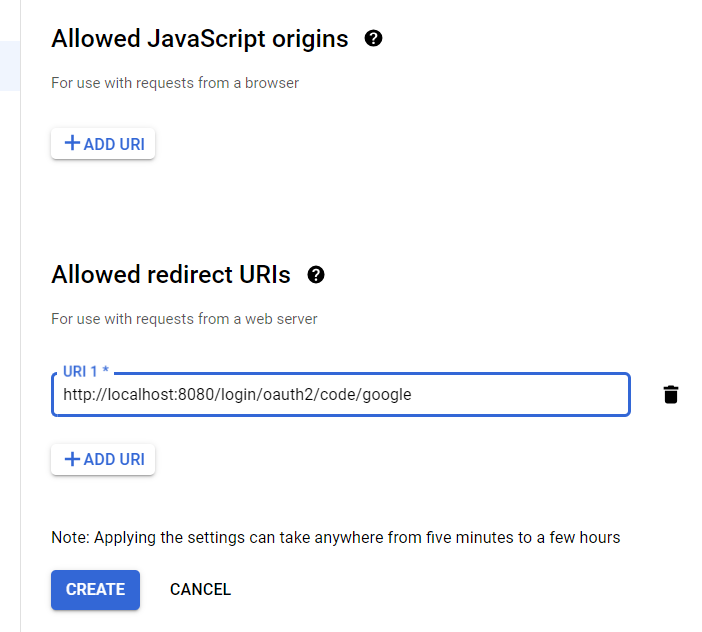 Allowed JavaScript origins
For use with requests from a browser
ADD URI
Allowed redirect URIs
For use with requests from a web server
URI 1 *
http://localhost:8080/login/oauth2/code/google
ADD URI
Note: Applying the settings can take anywhere from five minutes to a few hours
CREATE CANCEL